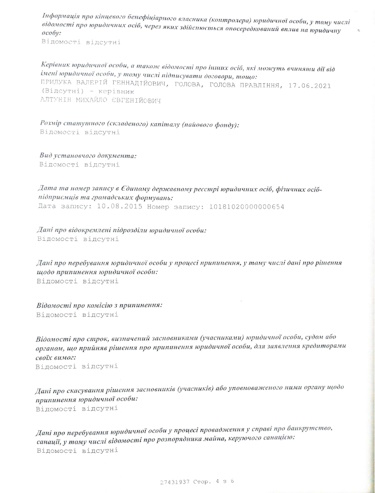 Інформація про кінцевого бенефіціарного власника (контролера) юридичної особи, у тому числі
відомості про юридичних осіб, через яких здійснюється опосередкований вплив на юридичну
особу:
Відомості відсутні
Керівник юридичної особи, а також відомості про інших осіб, які можуть вчиняти дії від
імені юридичної особи, у тому числі підписувати договори, тощо:
ПРИЛУКА ВАЛЕРІЙ ГЕННАДІЙОВИЧ, ГОЛОВА, ГОЛОВА ПРАВЛІННЯ, 17.06.2021
(Відсутні) - керівник
МИХАЙЛО ЄВГЕНІЙОВИЧ
Розмір статутного (складеного) капіталу (пайового фонду):
Відомості відсутні
Вид установчого документа:
Відомості відсутні
Дата та номер запису в Єдиному державному реєстрі юридичних осіб, фізичних осіб-
підприємців та громадських формувань:
Дата запису: 10.08.2015 Номер запису: 10181020000000654
Дані про відокремлені підрозділи юридичної особи:
Відомості відсутні
Дані про перебування юридичної особи у процесі припинення, у тому числі дані про рішення
щодо припинення юридичної особи:
Відомості відсутні
Відомості про комісію з припинення:
Відомості відсутні
Відомості про строк, визначений засновниками (учасниками) юридичної особи, судом або
органом, що прийняв рішення про припинення юридичної особи, для заявлення кредиторами
своїх вимог:
Відомості відсутні
Дані про скасування рішення засновників (учасників) або уповноваженого ними органу щодо
припинення юридичної особи:
Відомості відсутні
Дані про перебування юридичної особи у процесі провадження у справі про банкрутство,
санації, у тому числі відомості про розпорядника майна, керуючого санацією:
Відомості відсутні
27431937 Стор. 4 з 6